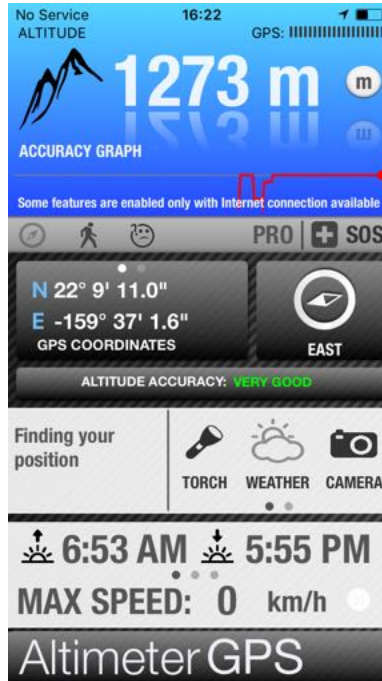 No Service 16:22
ALTITUDE GPS:
1273 m m
ACCURACY GRAPH
Some features are enabled only with Internet connection available
PRO SOS
N 22° 9' 11.0"
E -159° 37' 1.6"
GPS COORDINATES
EAST
ALTITUDE ACCURACY: VERY GOOD
Finding your
position
TORCH WEATHER CAMERA
6:53 AM 5:55 PM
MAX SPEED: 0 km/h
Altimeter GPS